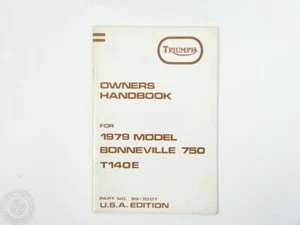 TRIUMPH
OWNERS
HANDBOOK
FOR
1979 MODEL
BONNEVILLE 750
T140E
PART NO. 99-7007
U.S.A. EDITION